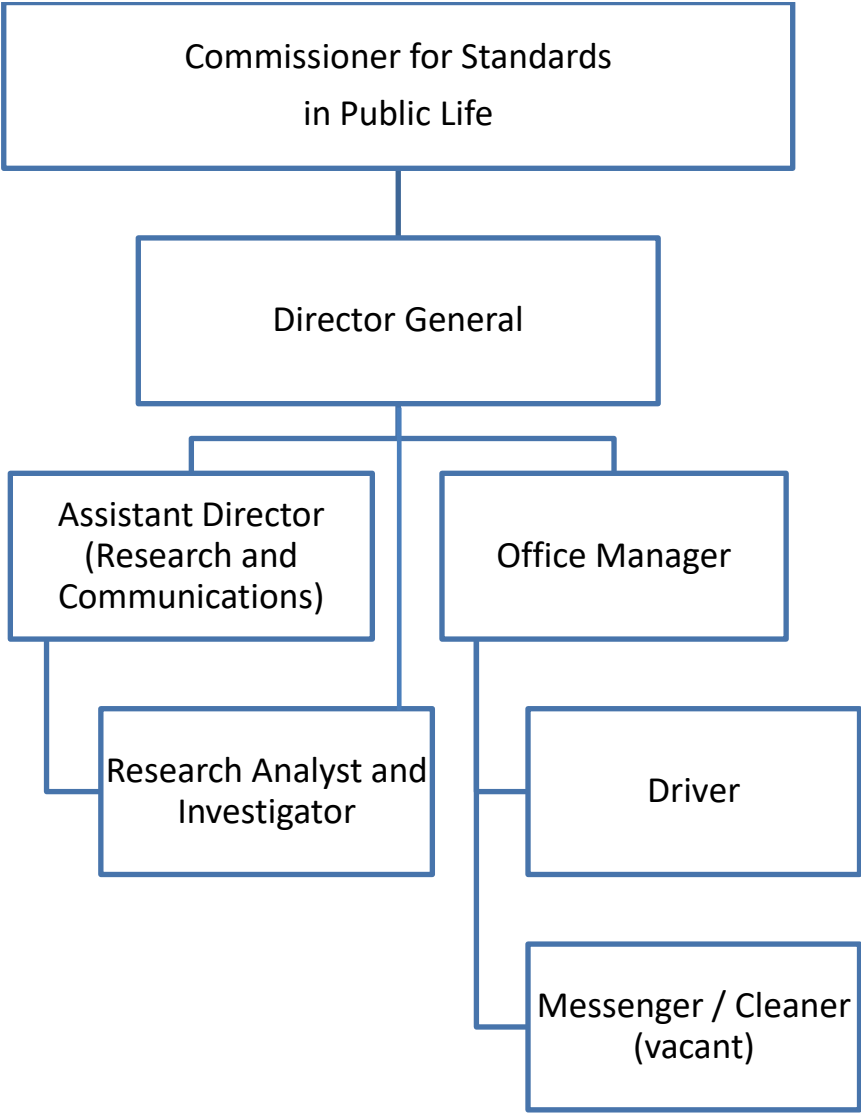 Commissioner for Standards
in Public Life
Director General
Assistant Director
(Research and
Communications)
Office Manager
Research Analyst and
Investigator
Driver
Messenger / Cleaner
(vacant)